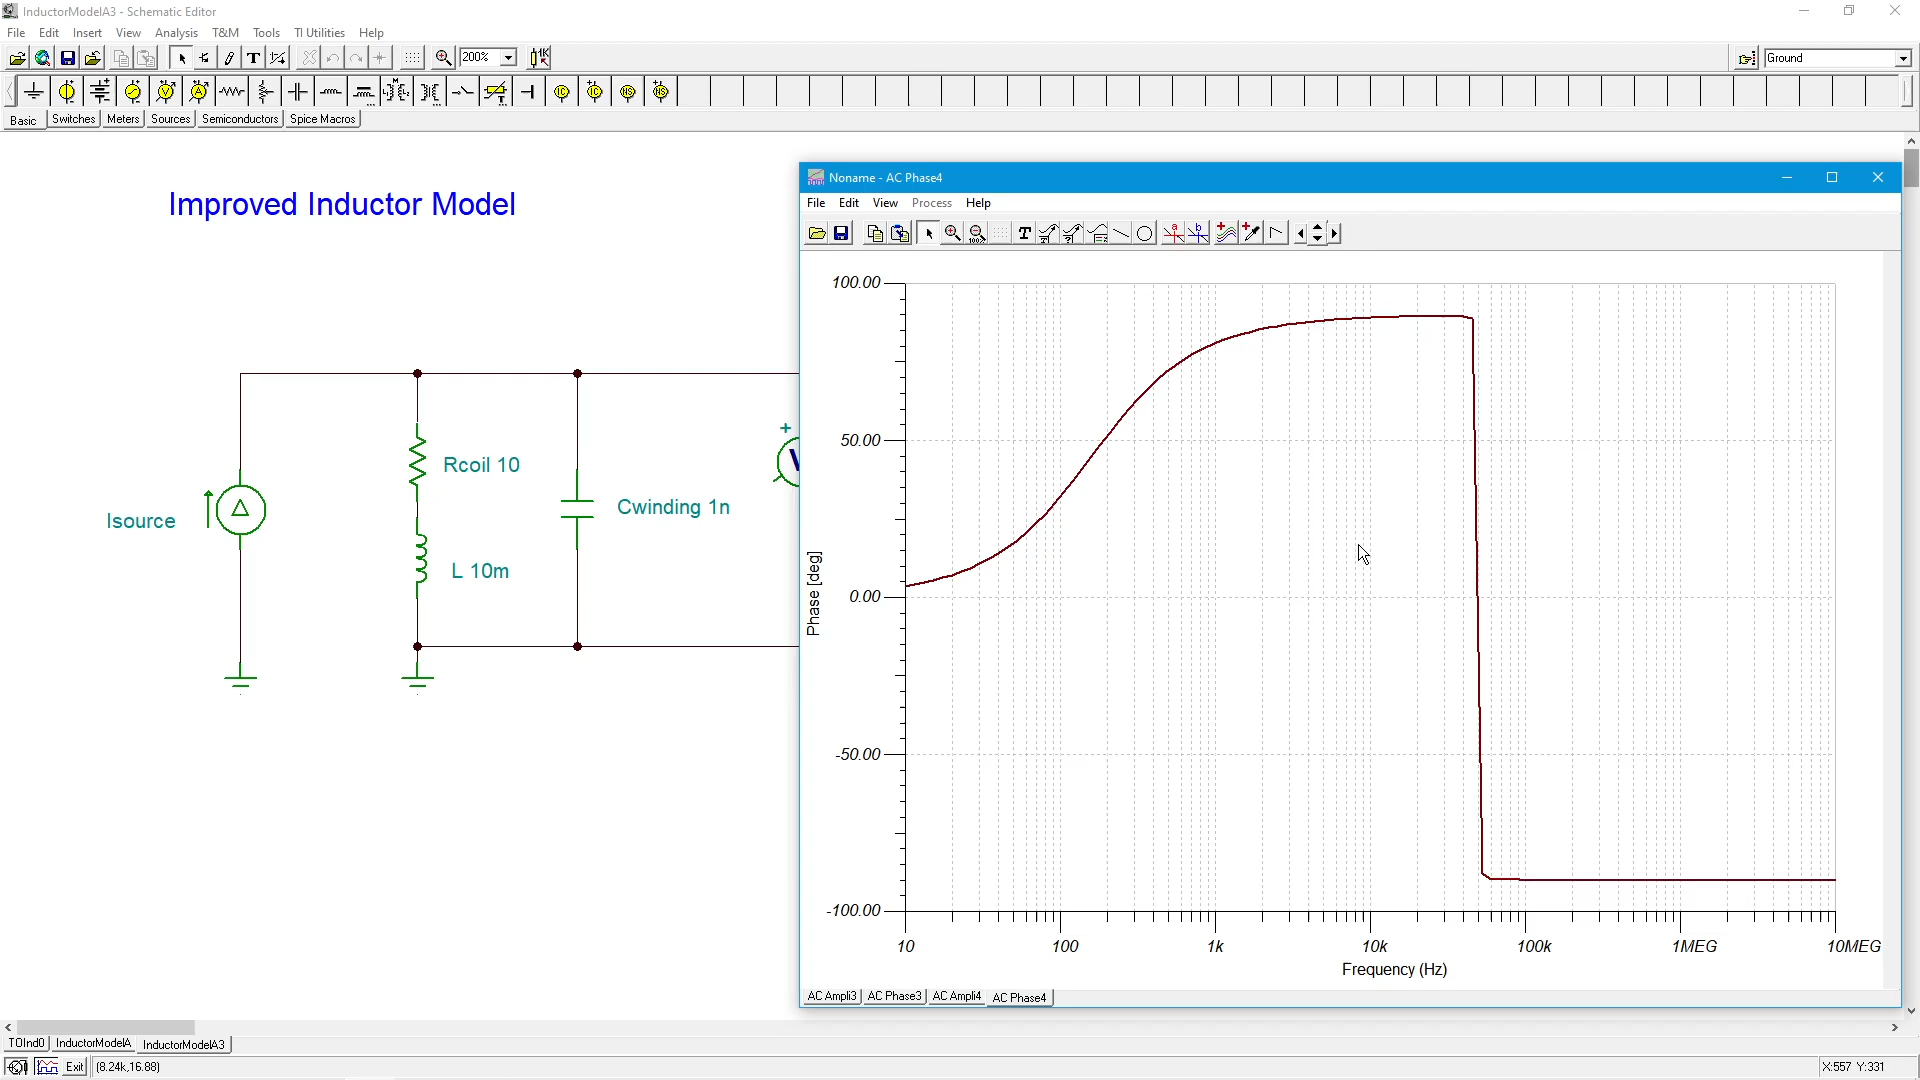 InductorModelA3 - Schematic Editor
File Edit Insert View Analysis T&M Tools TI Utilities Help
200%
Ground
Basic Switches Meters Sources Semiconductors Spice Macros
Improved Inductor Model
Isource
Rcoil 10
L 10m
Cwinding 1n
+
V
Noname - AC Phase4
File Edit View Process Help
100.00
50.00
0.00
-50.00
-100.00
Phase [deg]
10 100 1k 10k 100k 1MEG 10MEG
Frequency (Hz)
AC Ampli3 AC Phase3 AC Ampli4 AC Phase4
TOInd0 InductorModelA InductorModelA3
Exit (8.24k,16.88)
X:557 Y:331